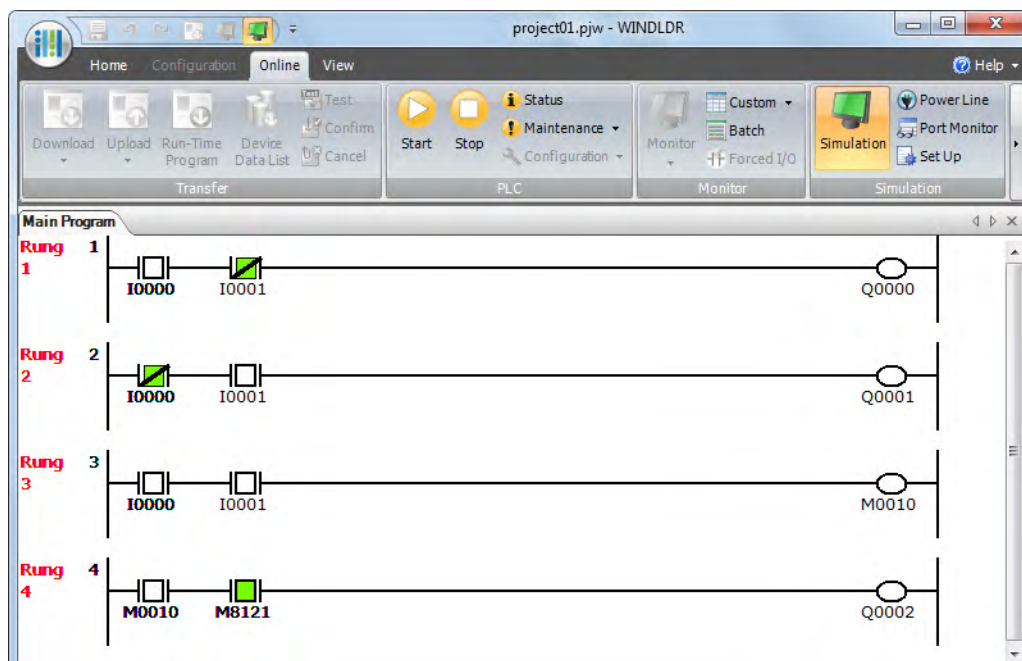 project01.pjw - WINDLDR
Home Configuration Online View Help
Download Upload Run-Time Program Device Data List Test Confirm Cancel
Start Stop Status Maintenance Configuration
Monitor Custom Batch Forced I/O
Simulation Power Line Port Monitor Set Up
Transfer PLC Monitor Simulation
Main Program
Rung 1 1
I0000 I0001 Q0000
Rung 2 2
I0000 I0001 Q0001
Rung 3 3
I0000 I0001 M0010
Rung 4 4
M0010 M8121 Q0002